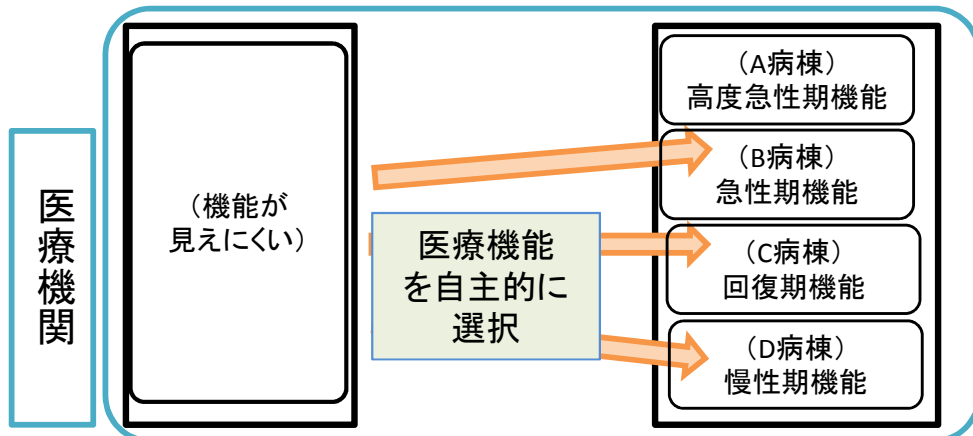 医療機関
（機能が
見えにくい）
医療機能
を自主的に
選択
（A病棟）
高度急性期機能
（B病棟）
急性期機能
（C病棟）
回復期機能
（D病棟）
慢性期機能